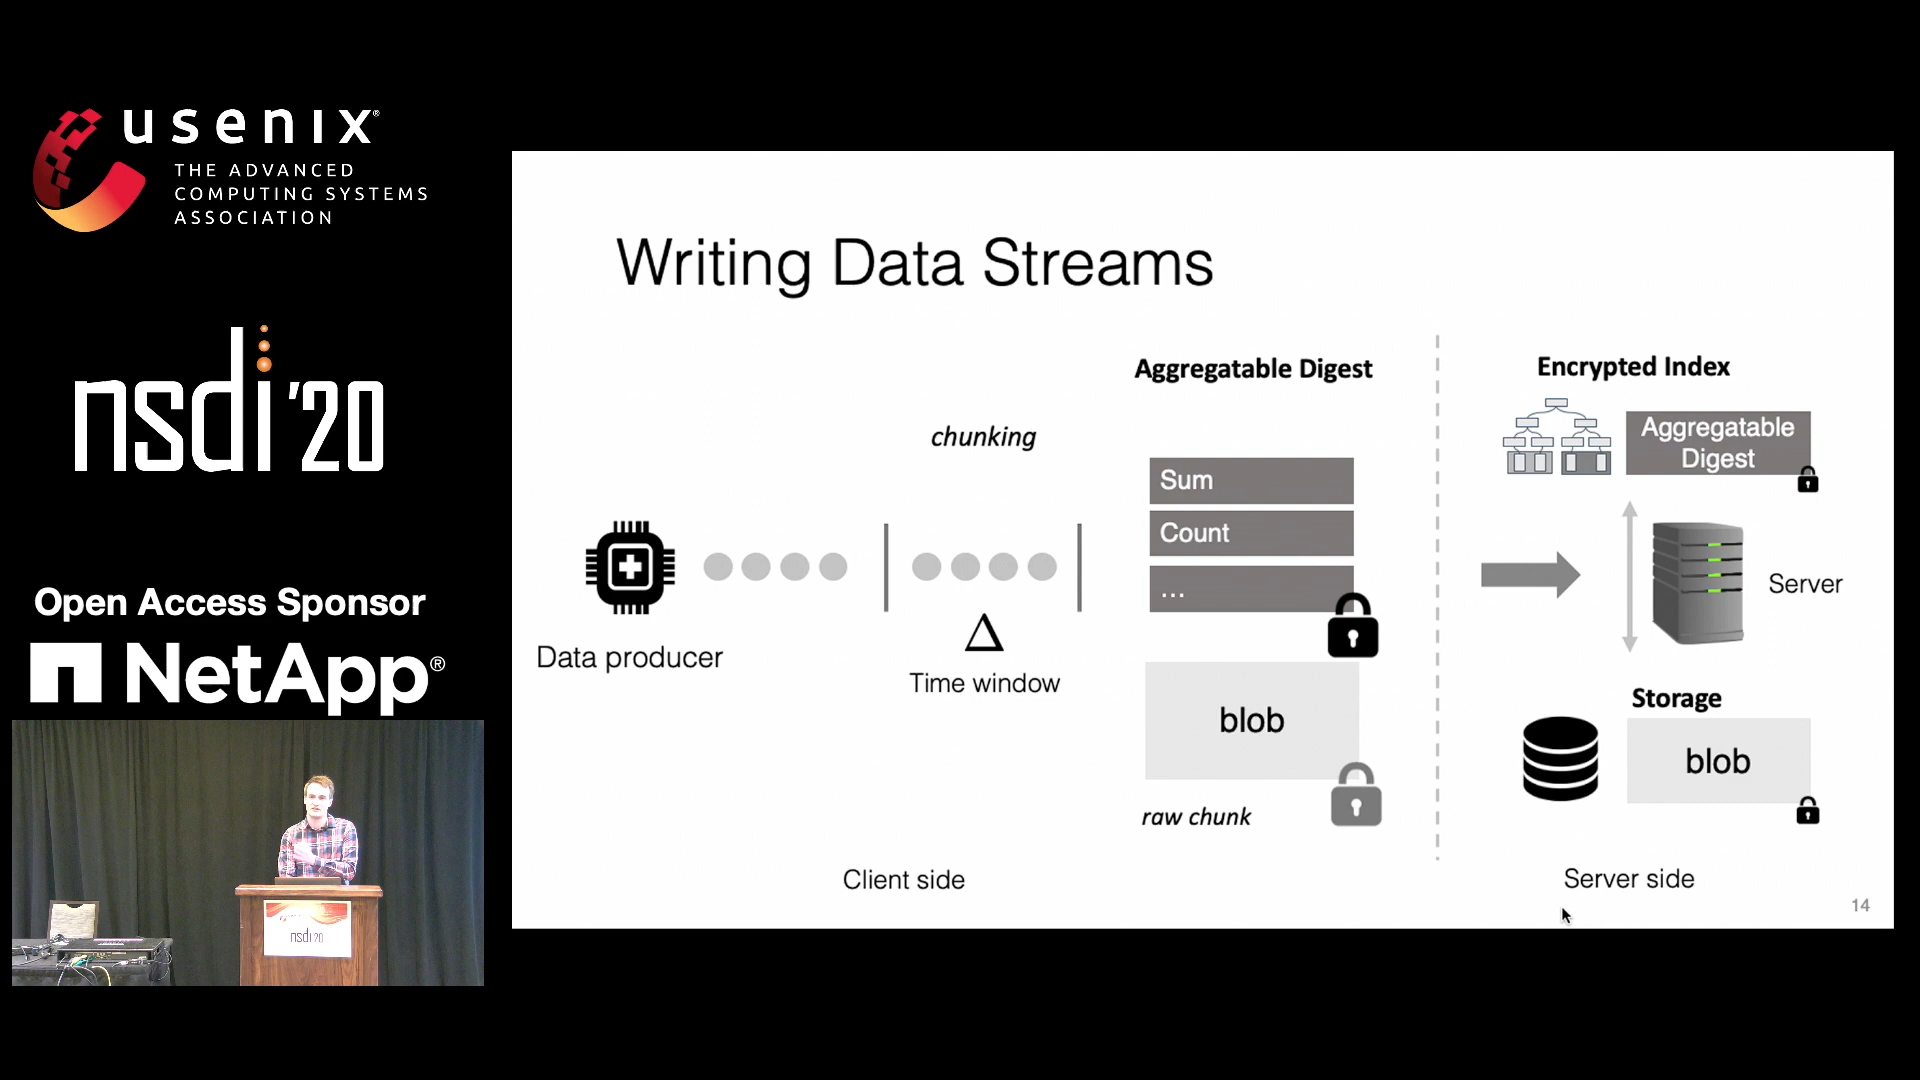 usenix®
THE ADVANCED
COMPUTING SYSTEMS
ASSOCIATION
nsdi '20
Open Access Sponsor
NetApp®
nsdi 20
Writing Data Streams
Aggregatable Digest
Encrypted Index
chunking
Aggregatable
Digest
Sum
Count
...
Server
Data producer
Δ
Time window
blob
Storage
blob
raw chunk
Client side
Server side
14